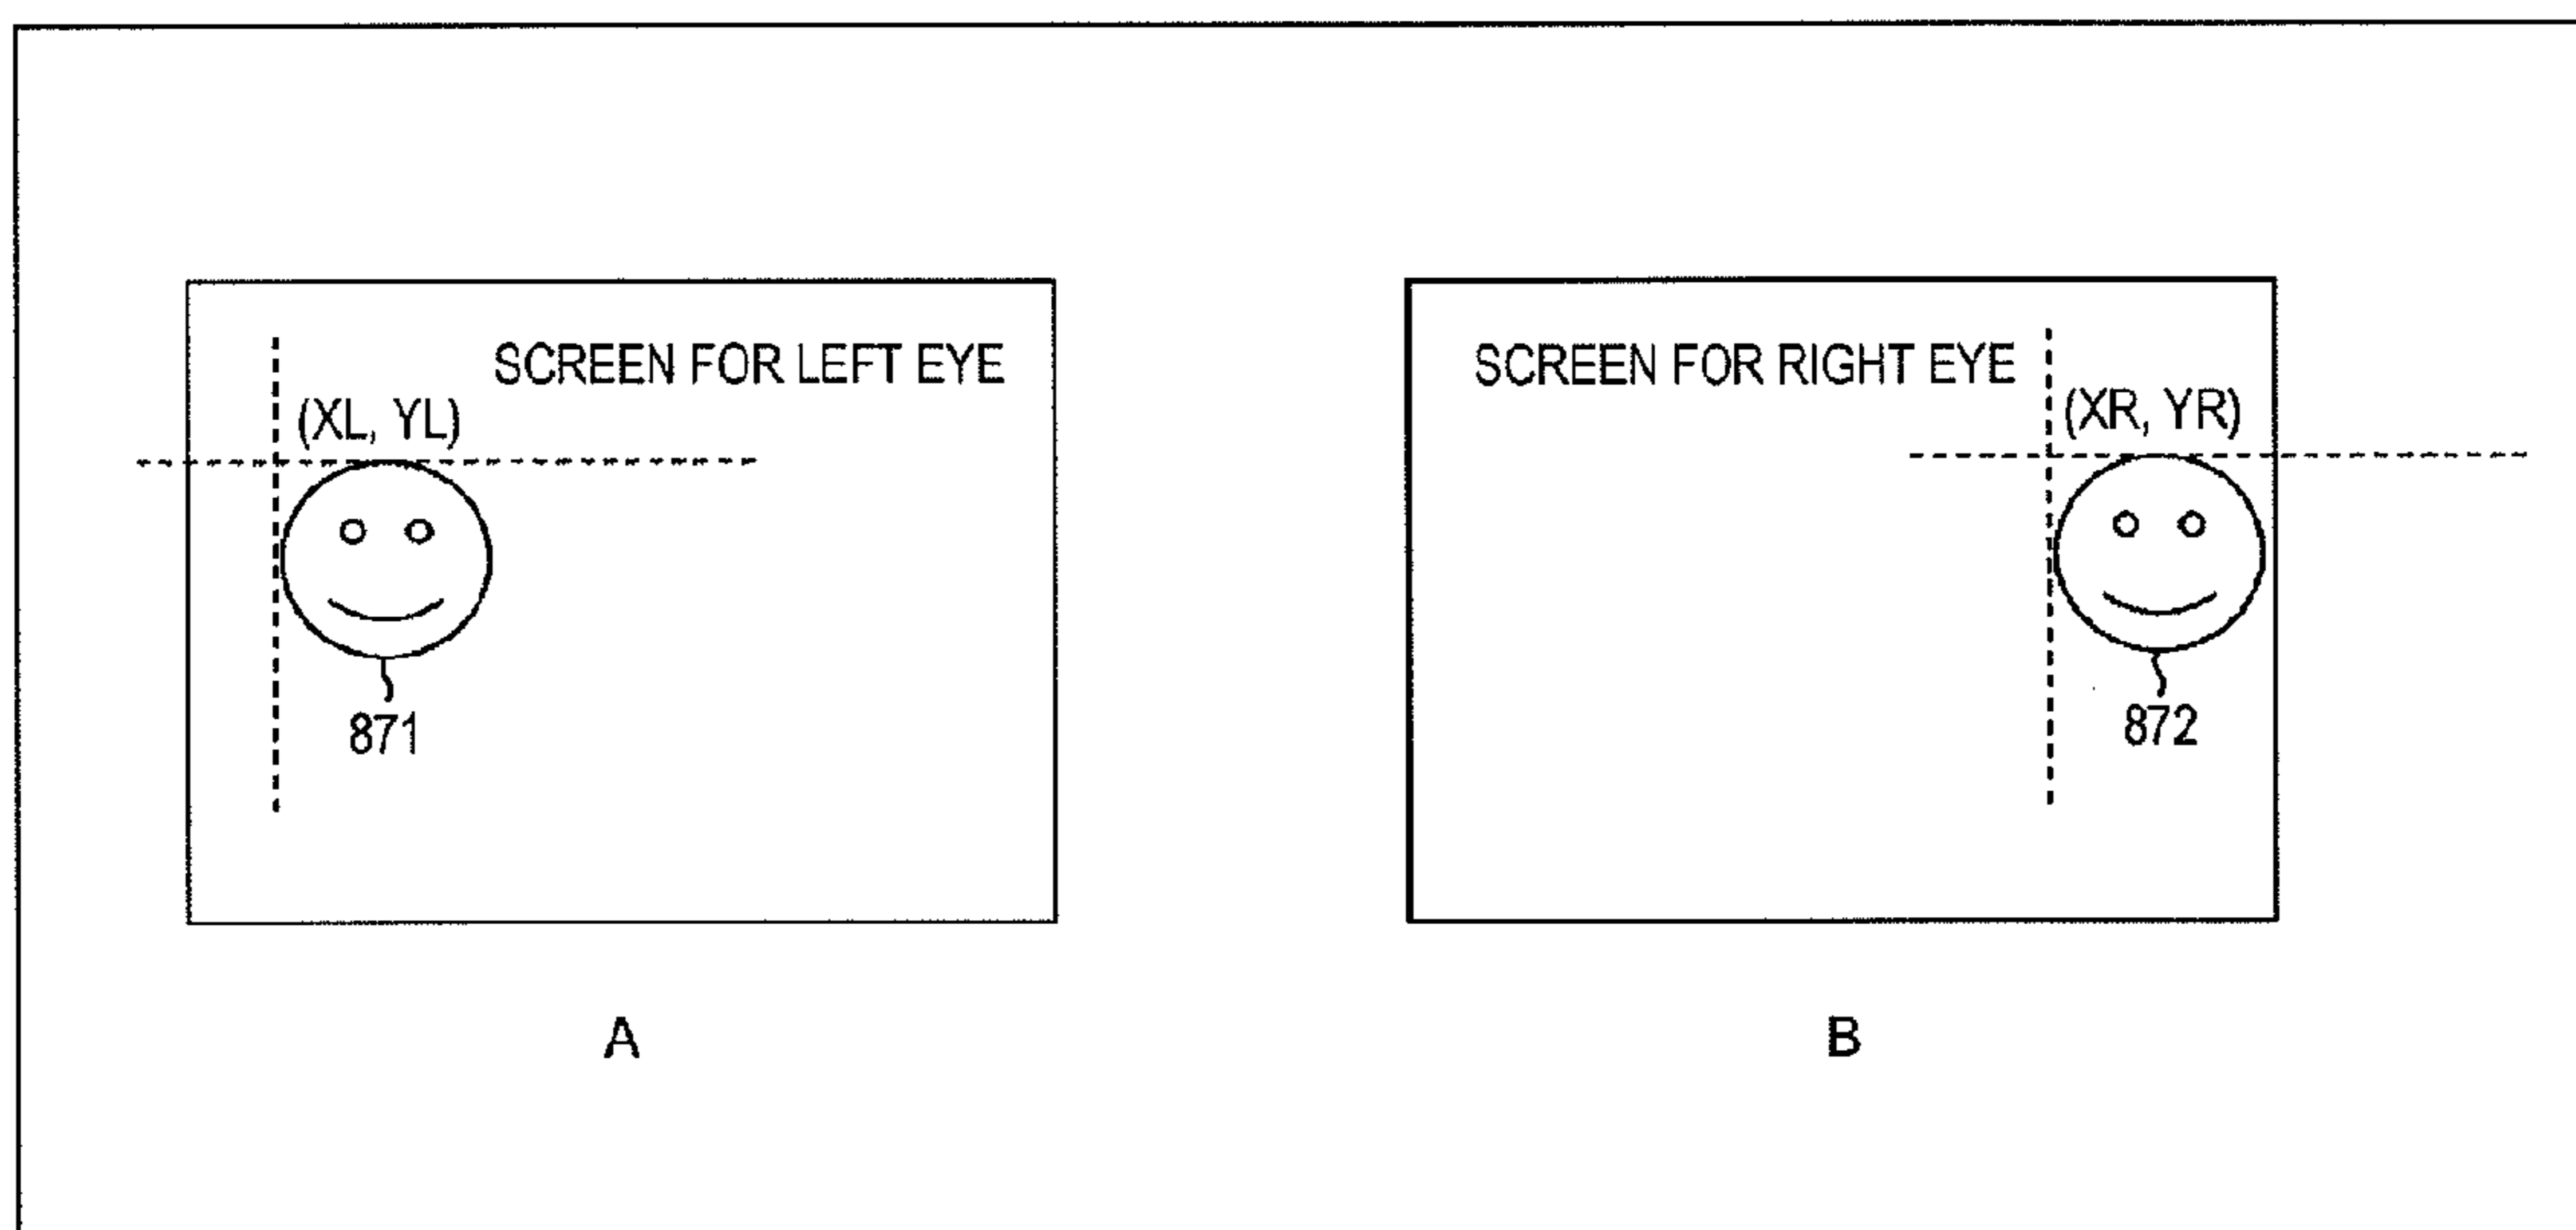 SCREEN FOR LEFT EYE
(XL, YL)
871
A
SCREEN FOR RIGHT EYE
(XR, YR)
872
B